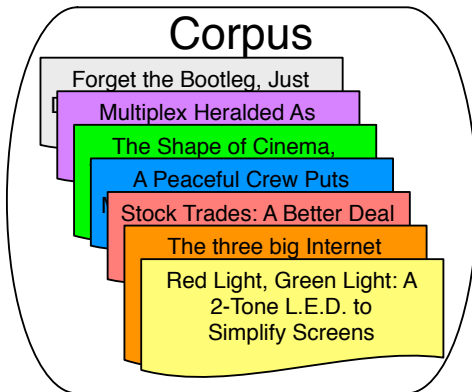 Corpus
Forget the Bootleg, Just
Multiplex Heralded As
The Shape of Cinema,
A Peaceful Crew Puts
Stock Trades: A Better Deal
The three big Internet
Red Light, Green Light: A
2-Tone L.E.D. to
Simplify Screens